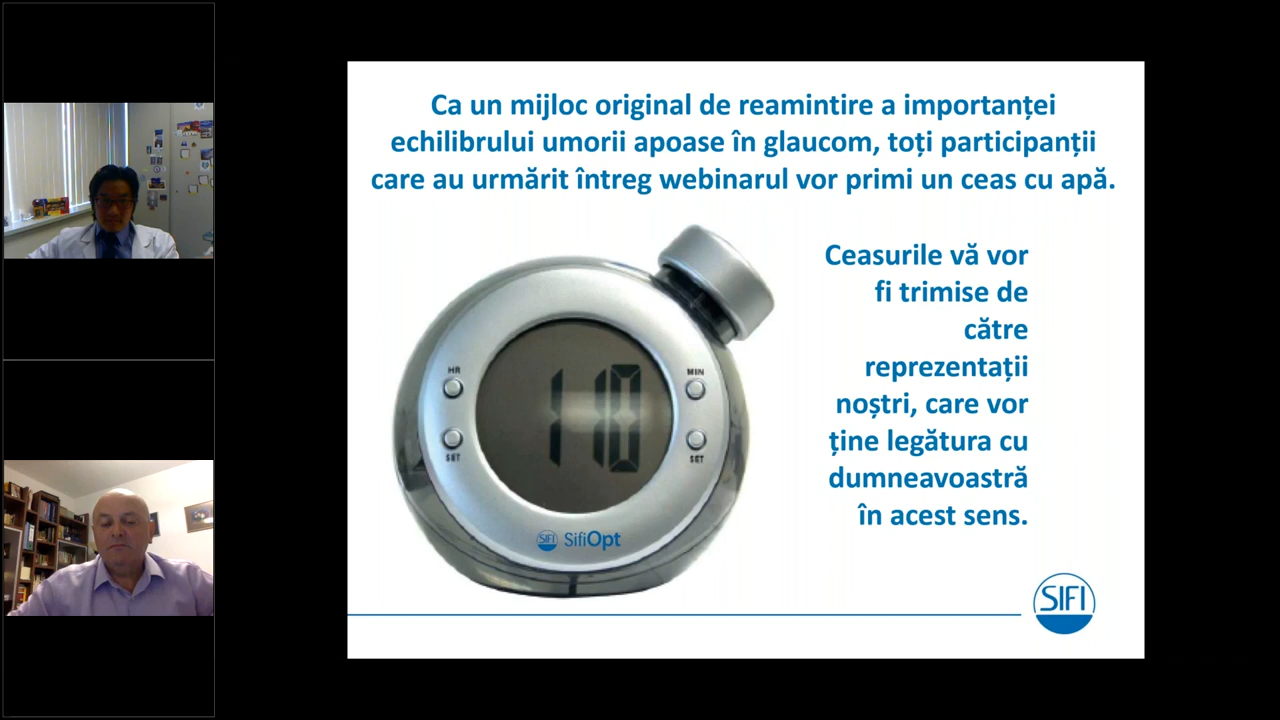 Ca un mijloc original de reamintire a importanței
echilibrului umorii apoase în glaucom, toți participanții
care au urmărit întreg webinarul vor primi un ceas cu apă.
Ceasurile vă vor
fi trimise de
către
reprezentații
noștri, care vor
ține legătura cu
dumneavoastră
în acest sens.
HR
MIN
110
SET
SET
SIFI SifiOpt
SIFI